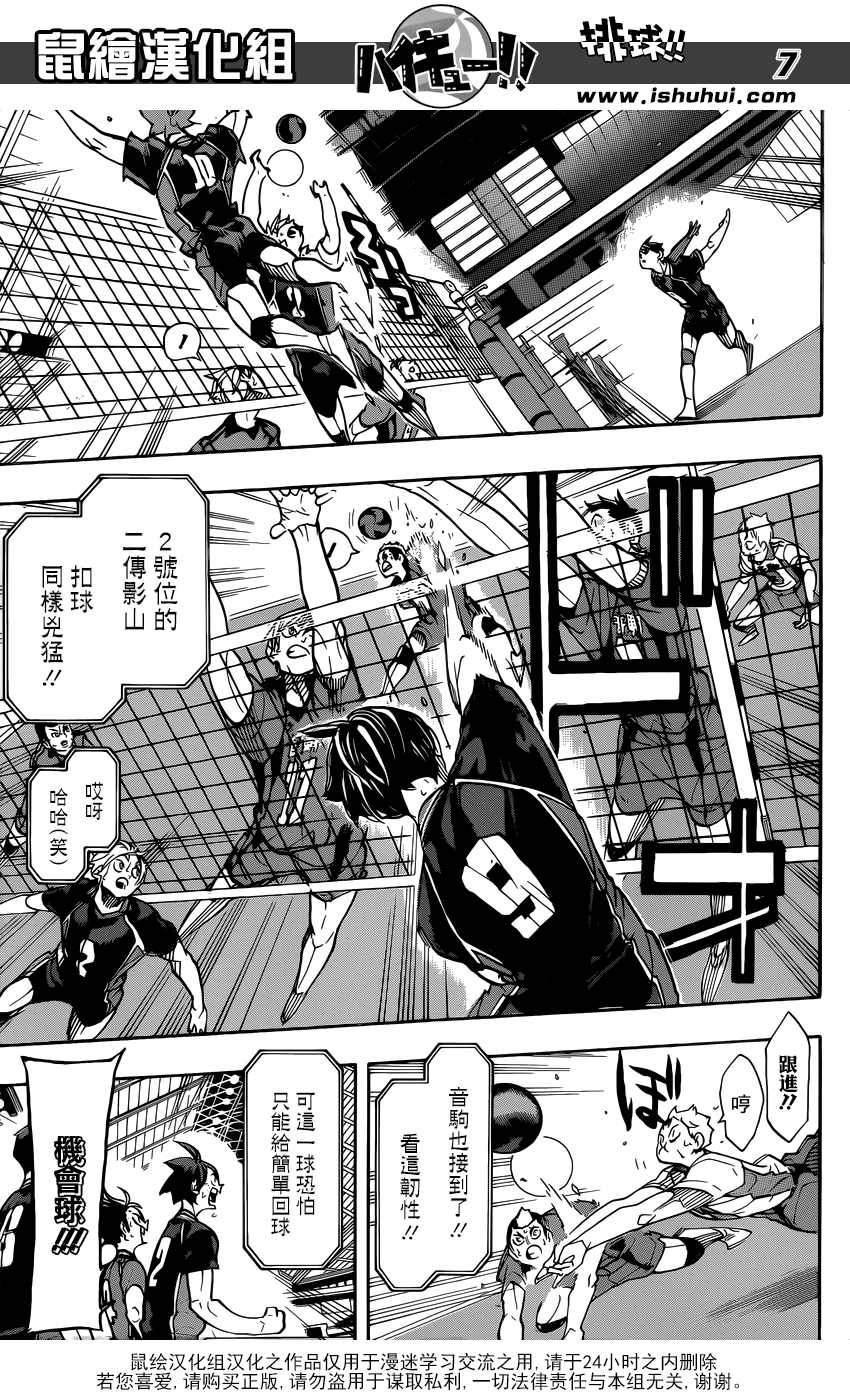 鼠繪漢化組
ハイキュー!!
排球!!
7
www.ishuhui.com
10
2
2號位的
二傳影山
扣球
同樣兇猛!!
哎呀
哈哈(笑)
9
2
跟進!!
哼
ぼ
音駒也接到了!!
看這韌性!!
可這一球恐怕
只能給簡單回球
機會球!!!
2
鼠绘汉化组汉化之作品仅用于漫迷学习交流之用,请于24小时之内删除
若您喜爱,请购买正版,请勿盗用于谋取私利,一切法律责任与本组无关,谢谢。